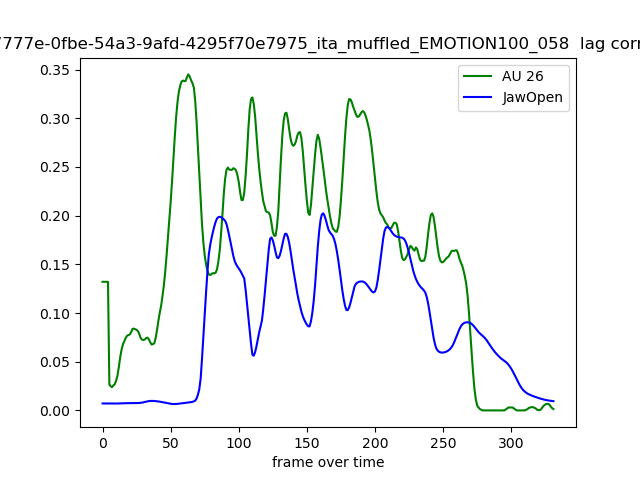 7777e-0fbe-54a3-9afd-4295f70e7975_ita_muffled_EMOTION100_058 lag corr
AU 26
JawOpen
0.35
0.30
0.25
0.20
0.15
0.10
0.05
0.00
0 50 100 150 200 250 300
frame over time